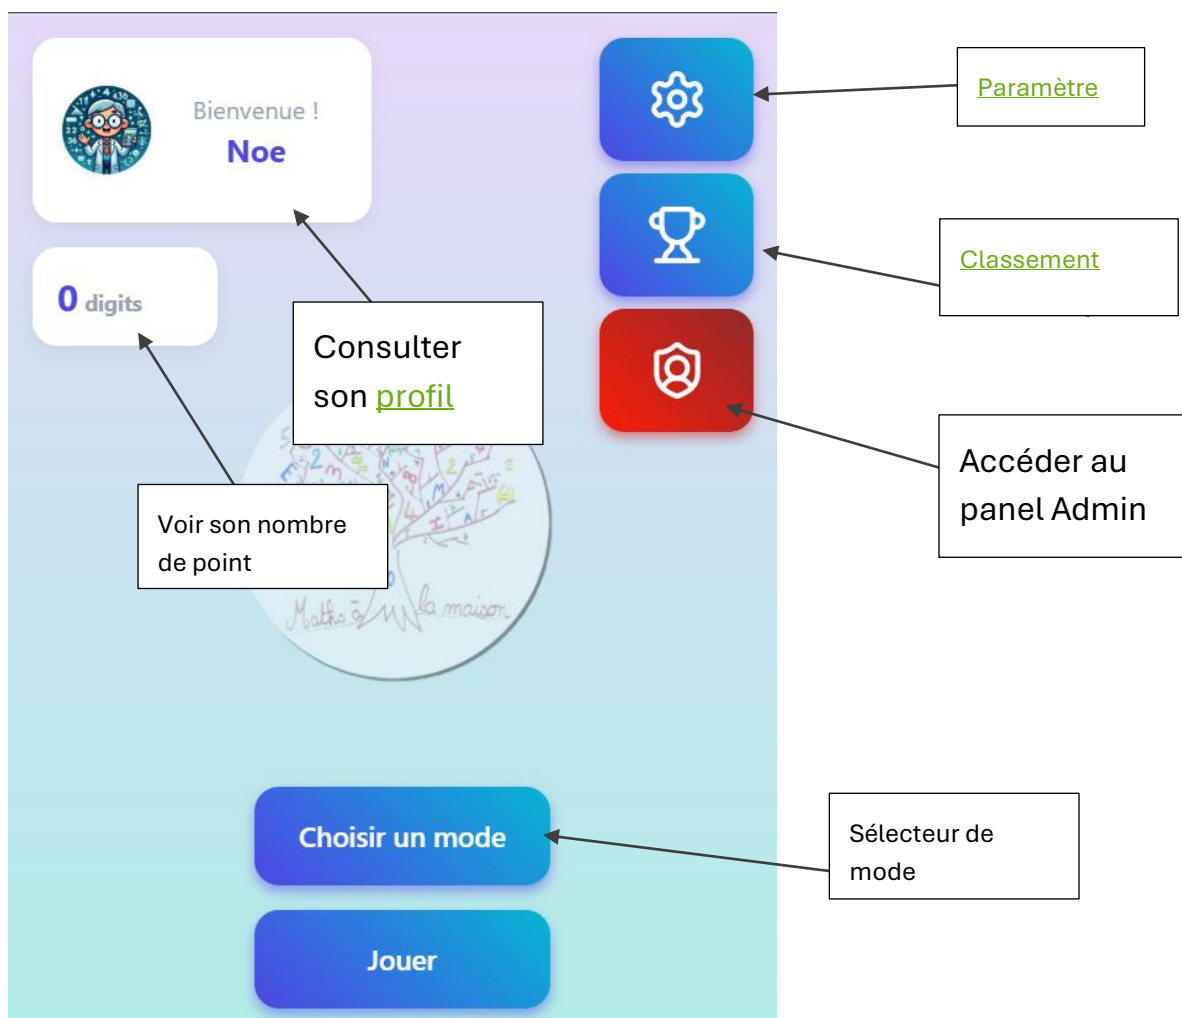 Bienvenue !
Noe
Paramètre
0 digits
Classement
Consulter
son profil
Accéder au
panel Admin
Voir son nombre
de point
Maths à la maison
Choisir un mode
Sélecteur de
mode
Jouer